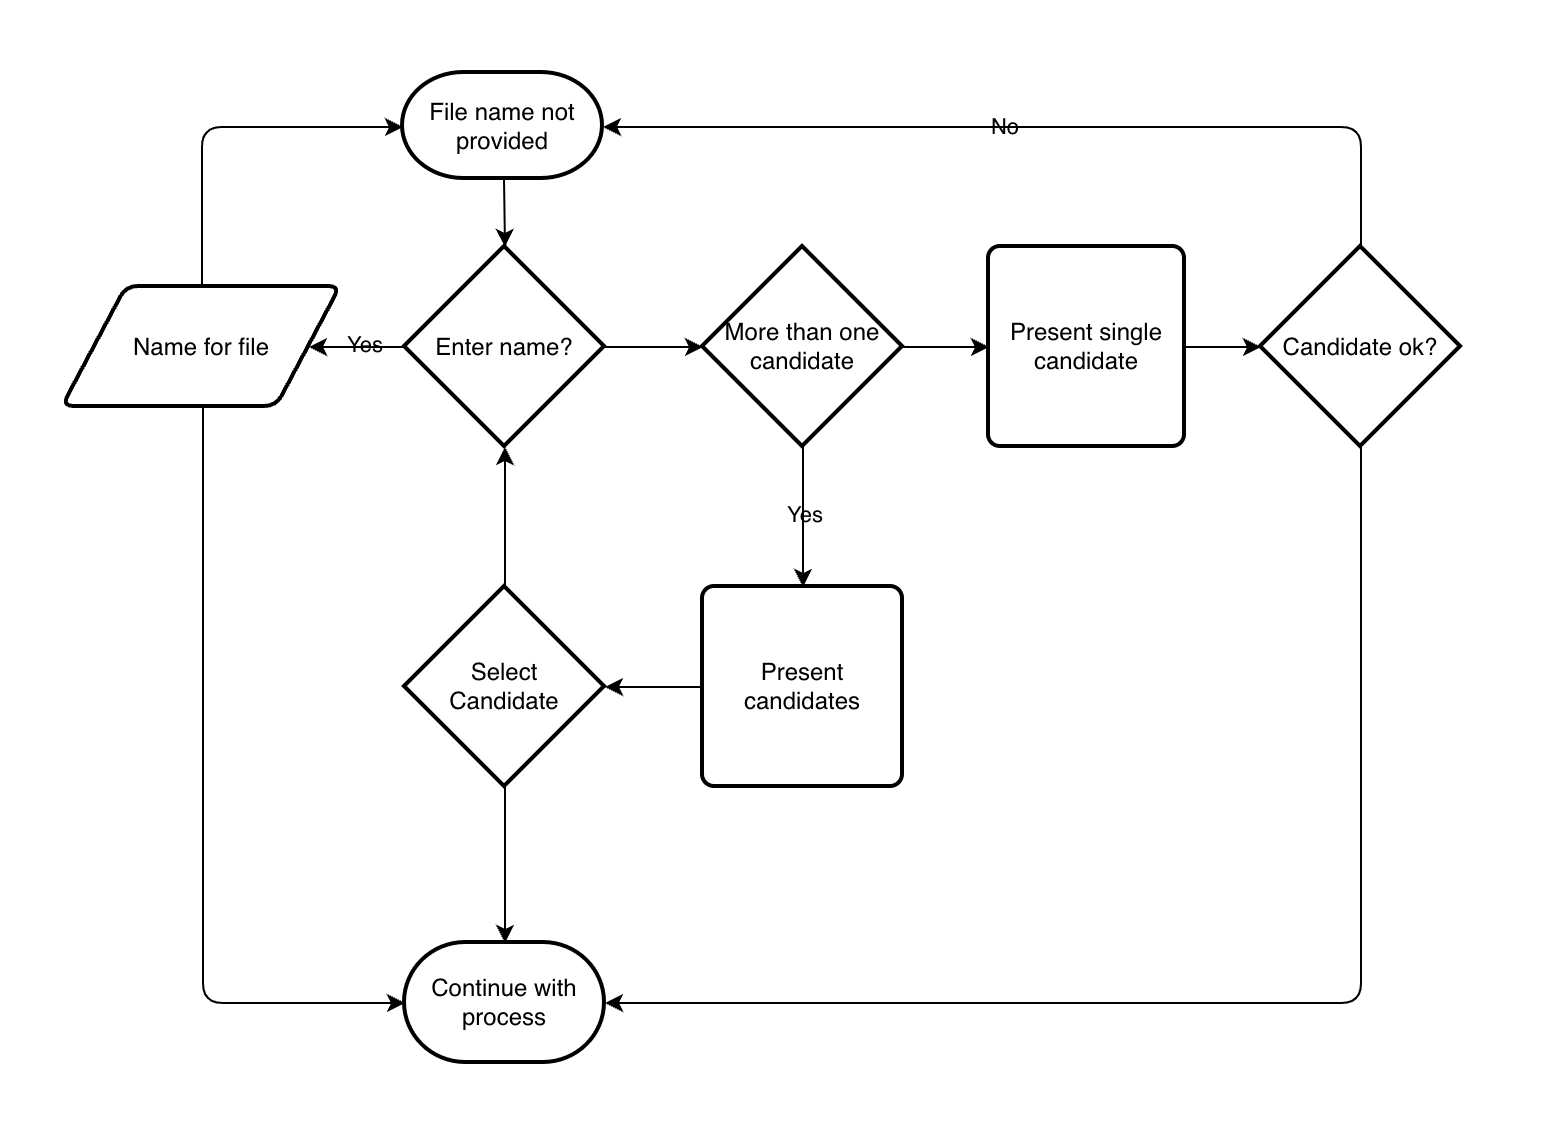 File name not
provided
No
Name for file
Yes
Enter name?
More than one
candidate
Present single
candidate
Candidate ok?
Yes
Select
Candidate
Present
candidates
Continue with
process